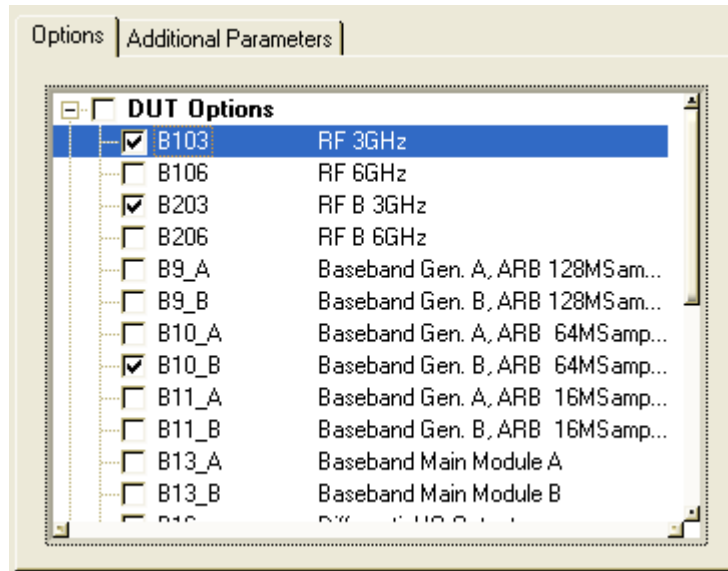 Options Additional Parameters
DUT Options
B103 RF 3GHz
B106 RF 6GHz
B203 RF B 3GHz
B206 RF B 6GHz
B9_A Baseband Gen. A, ARB 128MSam...
B9_B Baseband Gen. B, ARB 128MSam...
B10_A Baseband Gen. A, ARB 64MSamp...
B10_B Baseband Gen. B, ARB 64MSamp...
B11_A Baseband Gen. A, ARB 16MSamp...
B11_B Baseband Gen. B, ARB 16MSamp...
B13_A Baseband Main Module A
B13_B Baseband Main Module B